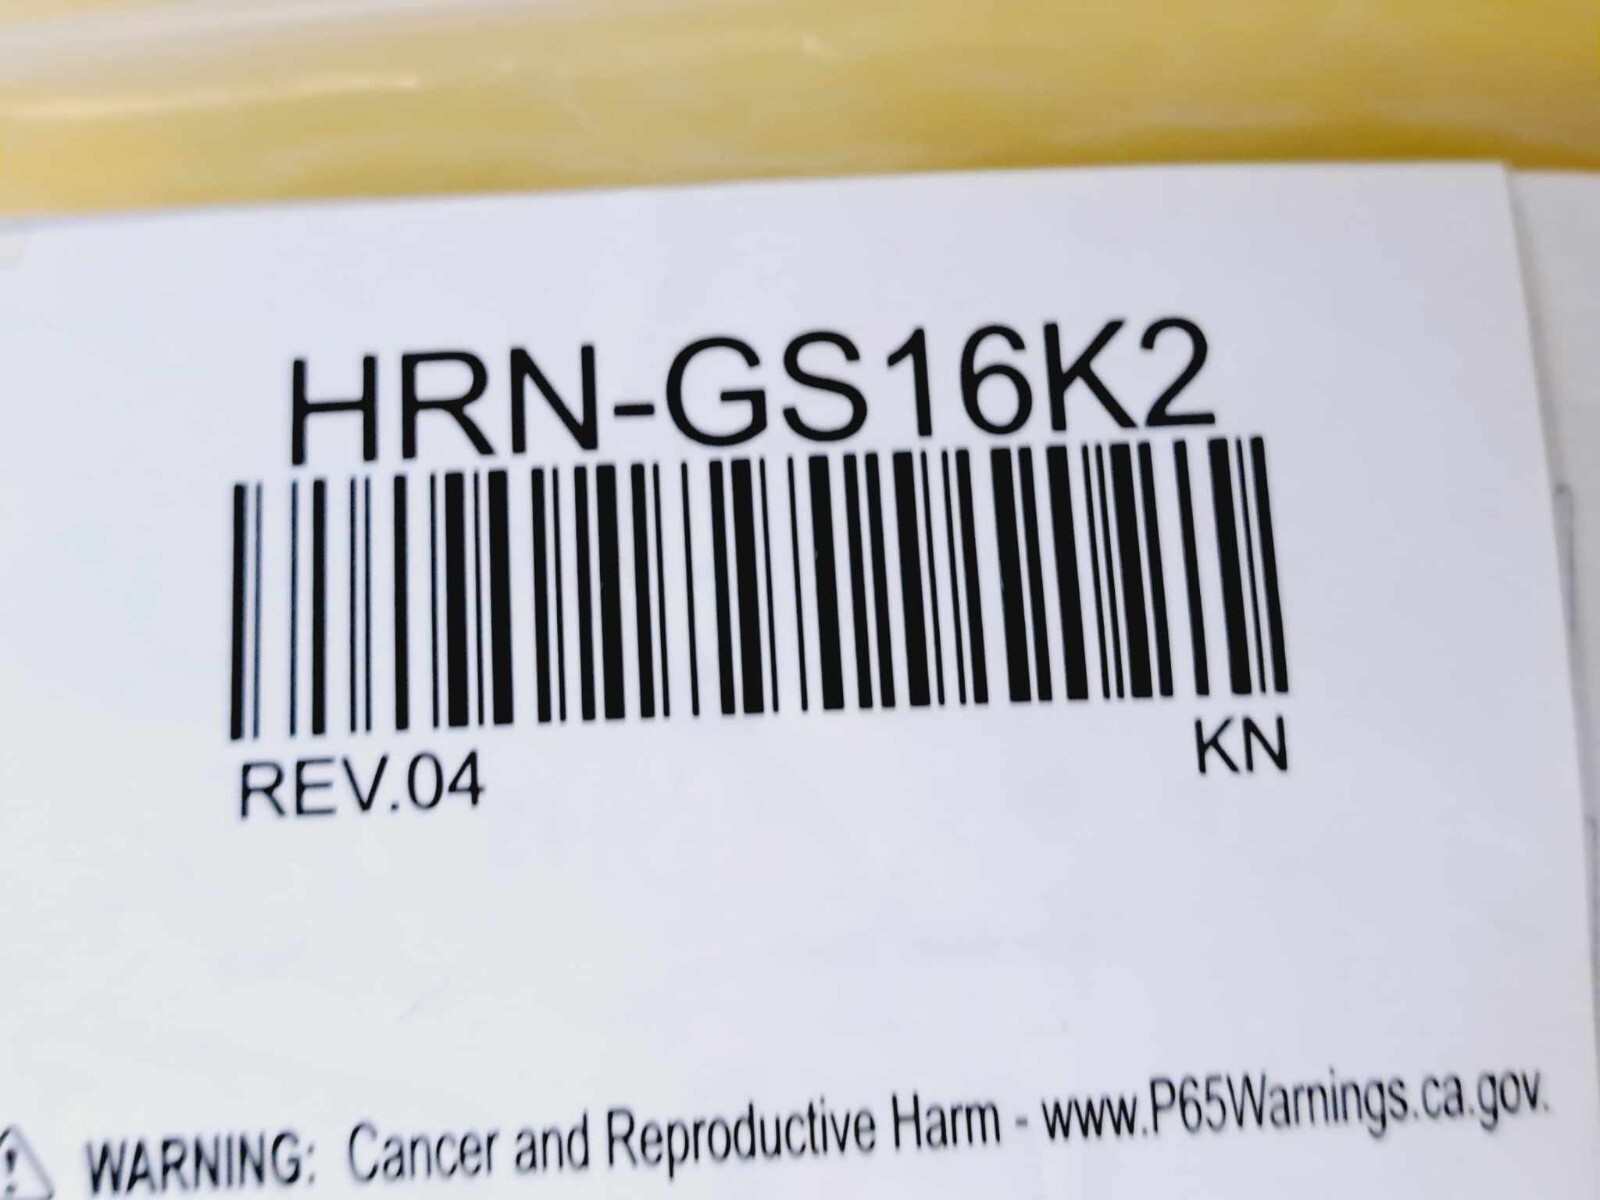 HRN-GS16K2
REV.04
KN
WARNING: Cancer and Reproductive Harm - www.P65Warnings.ca.gov.